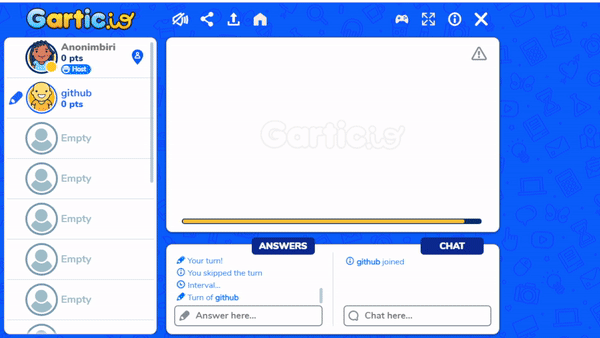 Gartic.io
Anonimbiri
0 pts
Host
github
0 pts
Empty
Empty
Empty
Empty
Empty
Gartic.io
ANSWERS
Your turn!
You skipped the turn
Interval...
Turn of github
Answer here...
CHAT
github joined
Chat here...